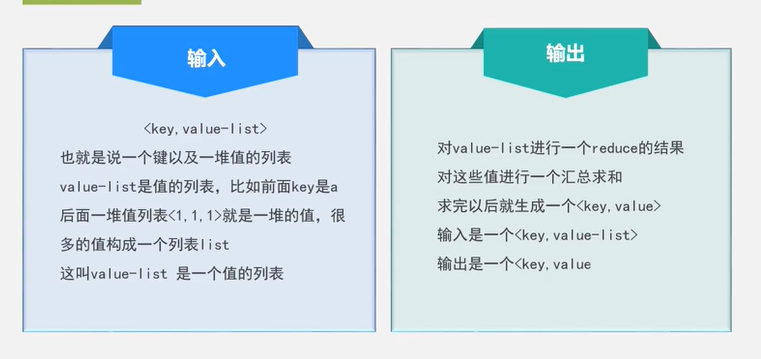 输入
<key,value-list>
也就是说一个键以及一堆值的列表
value-list是值的列表，比如前面key是a
后面一堆值列表<1,1,1>就是一堆的值，很
多的值构成一个列表list
这叫value-list 是一个值的列表
输出
对value-list进行一个reduce的结果
对这些值进行一个汇总求和
求完以后就生成一个<key,value>
输入是一个<key,value-list>
输出是一个<key,value